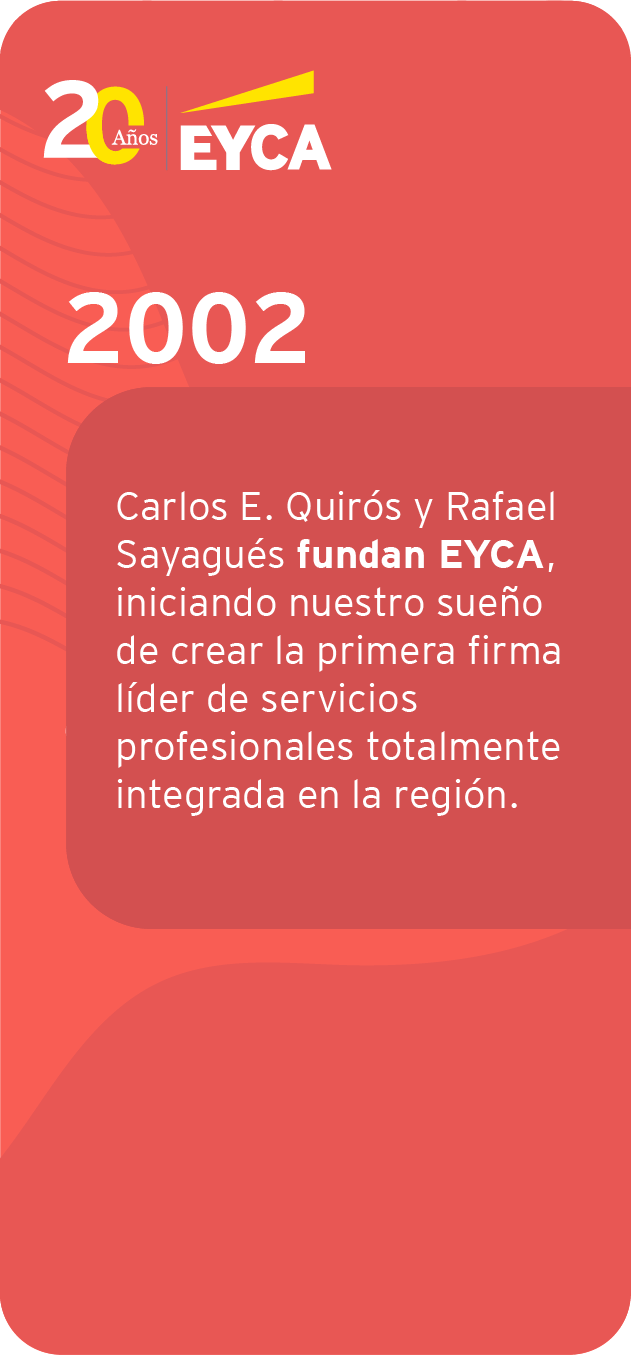 20 Años
EYCA
2002
Carlos E. Quirós y Rafael
Sayagués fundan EYCA,
iniciando nuestro sueño
de crear la primera firma
líder de servicios
profesionales totalmente
integrada en la región.